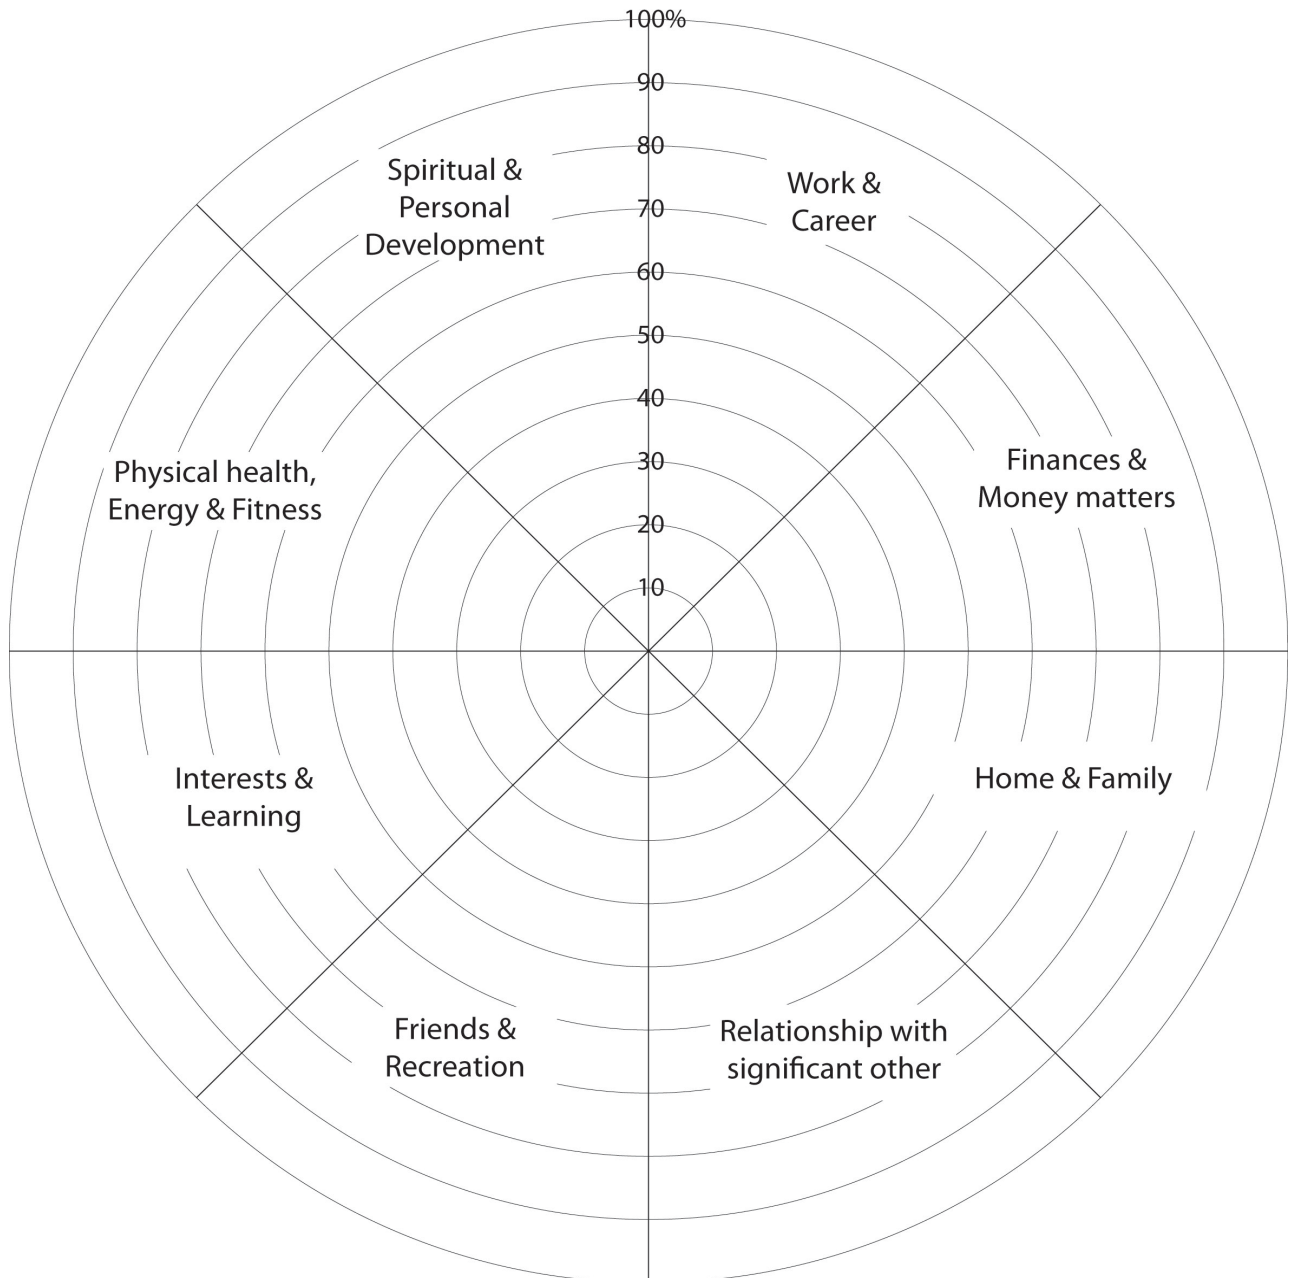 100%
90
80
Spiritual &
Personal
Development
Work &
Career
70
60
50
40
30
20
10
Physical health,
Energy & Fitness
Finances &
Money matters
Interests &
Learning
Home & Family
Friends &
Recreation
Relationship with
significant other